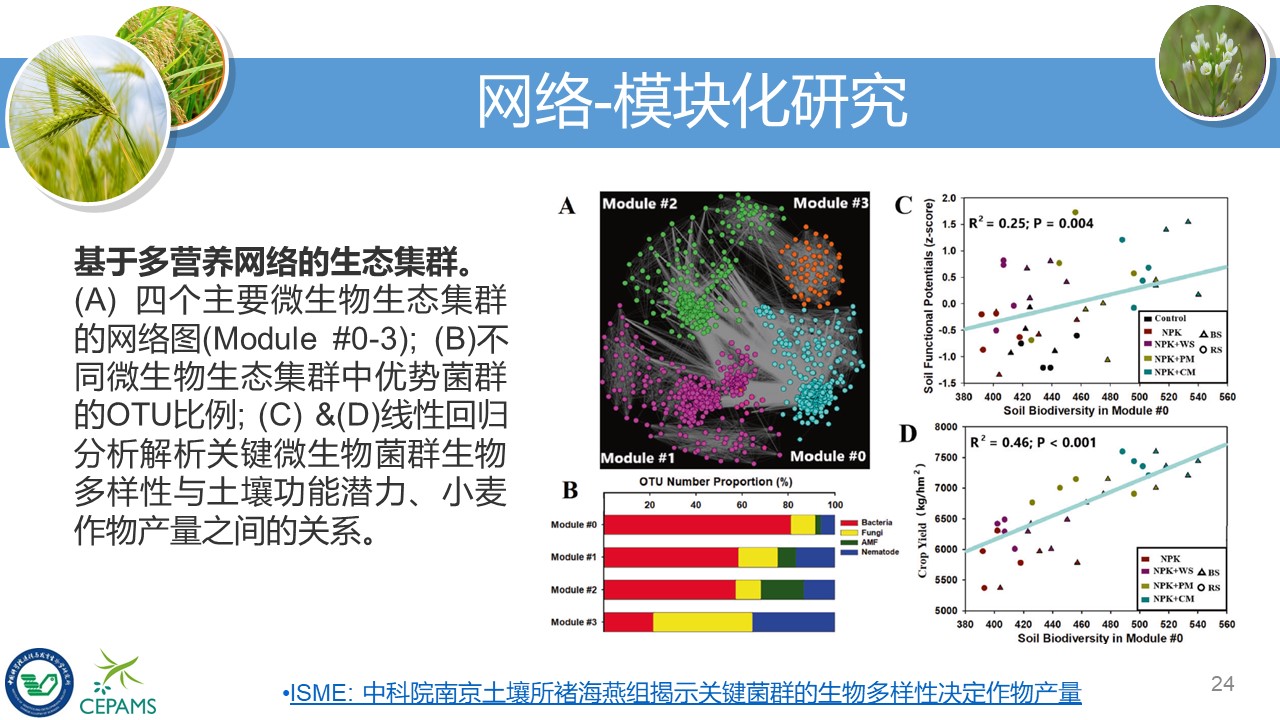 网络-模块化研究
基于多营养网络的生态集群。
(A) 四个主要微生物生态集群
的网络图(Module #0-3); (B)不
同微生物生态集群中优势菌群
的OTU比例; (C) &(D)线性回归
分析解析关键微生物菌群生物
多样性与土壤功能潜力、小麦
作物产量之间的关系。
A
Module #2
Module #3
Module #1
Module #0
B
OTU Number Proportion (%)
20 40 60 80 100
Module #0
Module #1
Module #2
Module #3
Bacteria
Fungi
AMF
Nematode
C
Soil Functional Potentials (z-score)
2.0
1.5
1.0
0.5
0.0
-0.5
-1.0
-1.5
R² = 0.25; P = 0.004
Control
NPK
NPK+WS
NPK+PM
NPK+CM
BS
RS
380 400 420 440 460 480 500 520 540 560
Soil Biodiversity in Module #0
D
Crop Yield (kg/hm²)
8000
7500
7000
6500
6000
5500
5000
R² = 0.46; P < 0.001
NPK
NPK+WS
NPK+PM
NPK+CM
BS
RS
380 400 420 440 460 480 500 520 540 560
Soil Biodiversity in Module #0
CEPAMS
•ISME: 中科院南京土壤所褚海燕组揭示关键菌群的生物多样性决定作物产量
24